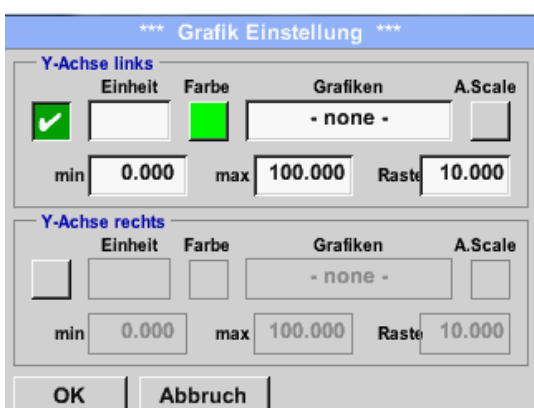 *** Grafik Einstellung ***
Y-Achse links
Einheit Farbe Grafiken A.Scale
- none -
min 0.000 max 100.000 Raste 10.000
Y-Achse rechts
Einheit Farbe Grafiken A.Scale
- none -
min 0.000 max 100.000 Raste 10.000
OK Abbruch